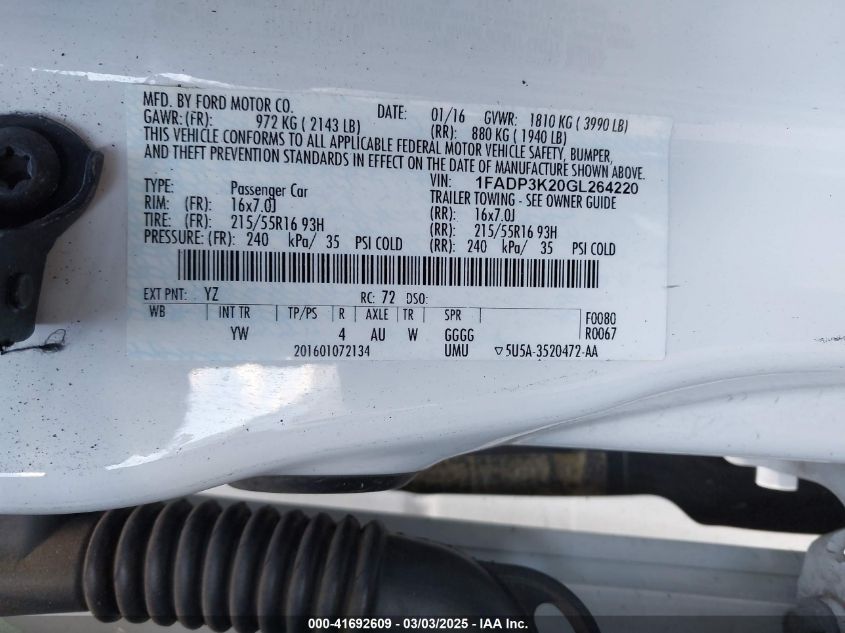 MFD. BY FORD MOTOR CO. DATE: 01/16 GVWR: 1810 KG ( 3990 LB)
GAWR:(FR): 972 KG ( 2143 LB) (RR): 880 KG ( 1940 LB)
THIS VEHICLE CONFORMS TO ALL APPLICABLE FEDERAL MOTOR VEHICLE SAFETY, BUMPER,
AND THEFT PREVENTION STANDARDS IN EFFECT ON THE DATE OF MANUFACTURE SHOWN ABOVE.
VIN: 1FADP3K20GL264220
TYPE: Passenger Car TRAILER TOWING - SEE OWNER GUIDE
RIM: (FR): 16x7.0J (RR): 16x7.0J
TIRE: (FR): 215/55R16 93H (RR): 215/55R16 93H
PRESSURE: (FR): 240 kPa/ 35 PSI COLD (RR): 240 kPa/ 35 PSI COLD
EXT PNT: YZ RC: 72 DSO:
WB INT TR TP/PS R AXLE TR SPR F0080
YW 4 AU W GGGG R0067
201601072134 UMU ▽5U5A-3520472-AA
000-41692609 - 03/03/2025 - IAA Inc.